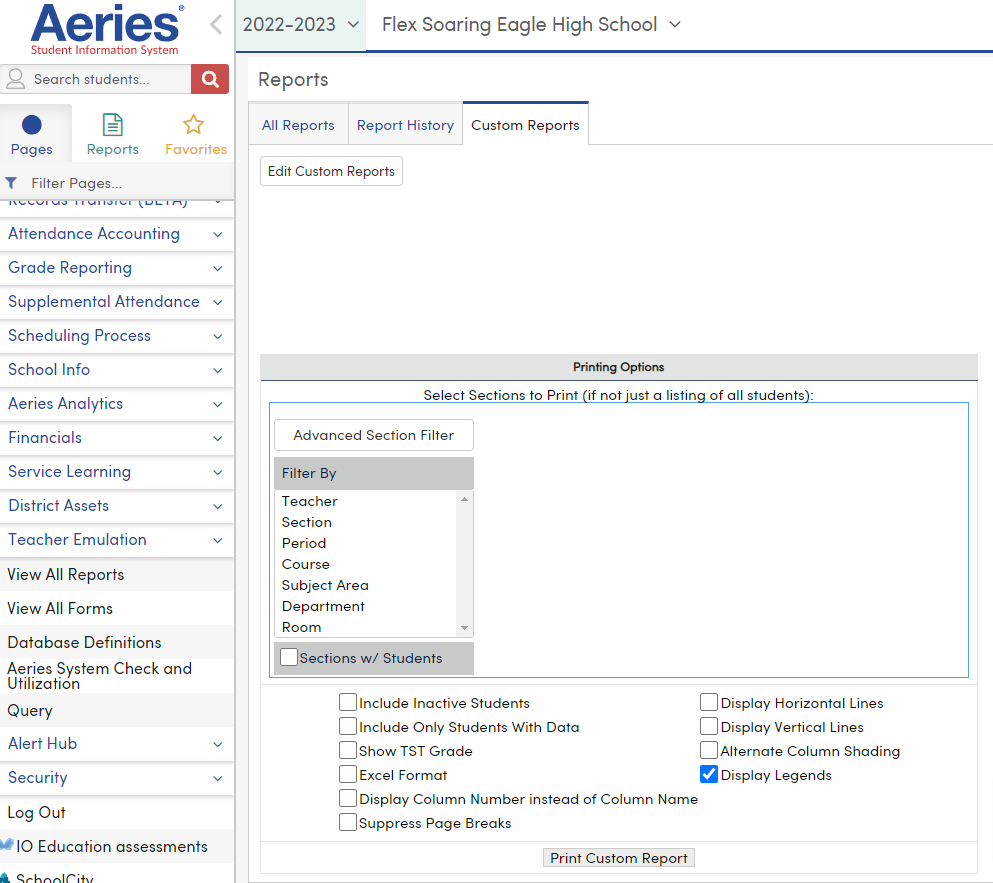 Aeries®
Student Information System
2022-2023
Flex Soaring Eagle High School
Search students...
Pages
Reports
Favorites
Filter Pages...
Records Transfer (BETA)
Attendance Accounting
Grade Reporting
Supplemental Attendance
Scheduling Process
School Info
Aeries Analytics
Financials
Service Learning
District Assets
Teacher Emulation
View All Reports
View All Forms
Database Definitions
Aeries System Check and
Utilization
Query
Alert Hub
Security
Log Out
IO Education assessments
SchoolCity
Reports
All Reports
Report History
Custom Reports
Edit Custom Reports
Printing Options
Select Sections to Print (if not just a listing of all students):
Advanced Section Filter
Filter By
Teacher
Section
Period
Course
Subject Area
Department
Room
Sections w/ Students
Include Inactive Students
Include Only Students With Data
Show TST Grade
Excel Format
Display Column Number instead of Column Name
Suppress Page Breaks
Display Horizontal Lines
Display Vertical Lines
Alternate Column Shading
Display Legends
Print Custom Report